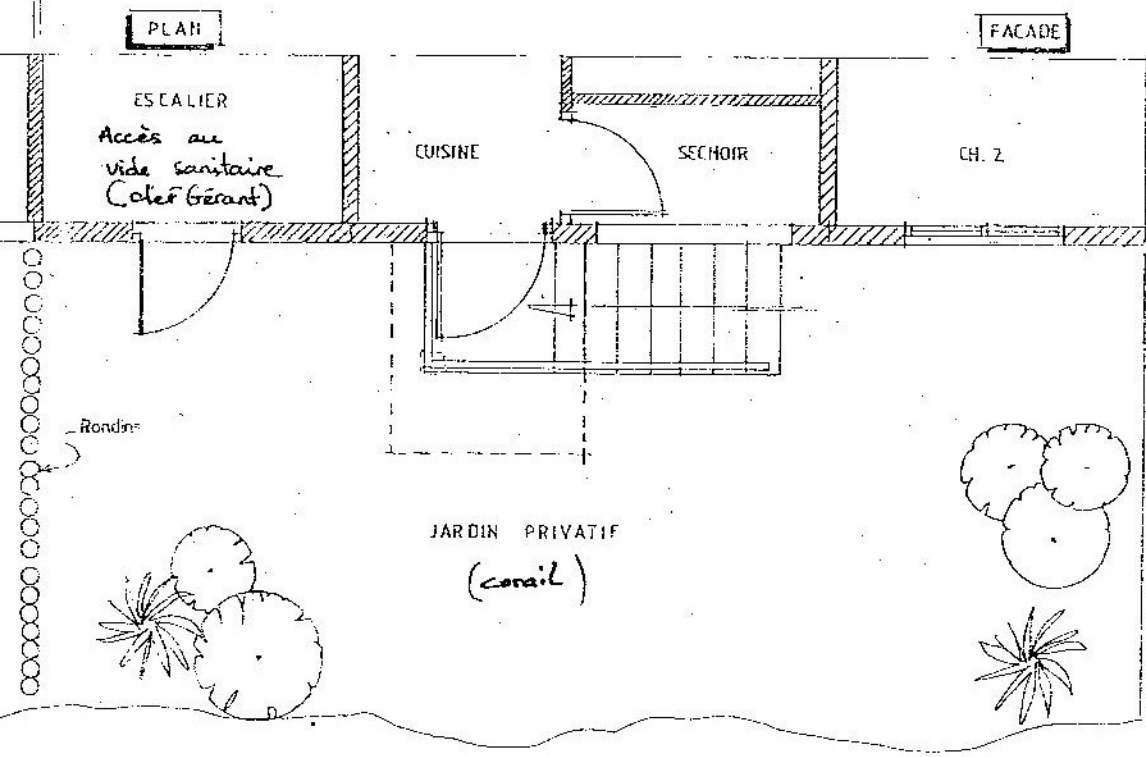 PLAN
FACADE
ESCALIER
Accès au
vide sanitaire
(clef Gérant)
CUISINE
SECHOIR
CH. 2
Rondins
JARDIN PRIVATIF
(corail)